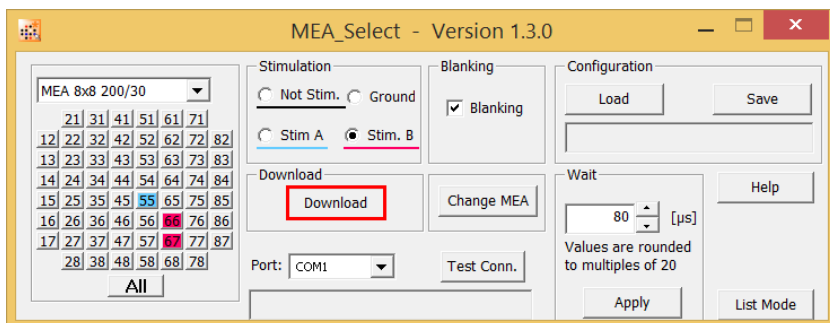 MEA_Select - Version 1.3.0
MEA 8x8 200/30
21 31 41 51 61 71
12 22 32 42 52 62 72 82
13 23 33 43 53 63 73 83
14 24 34 44 54 64 74 84
15 25 35 45 55 65 75 85
16 26 36 46 56 66 76 86
17 27 37 47 57 67 77 87
28 38 48 58 68 78
All
Stimulation
Not Stim. Ground
Stim A Stim. B
Blanking
Blanking
Configuration
Load Save
Download
Download
Change MEA
Wait
80 [µs]
Values are rounded
to multiples of 20
Apply
Help
Port: COM1 Test Conn.
List Mode